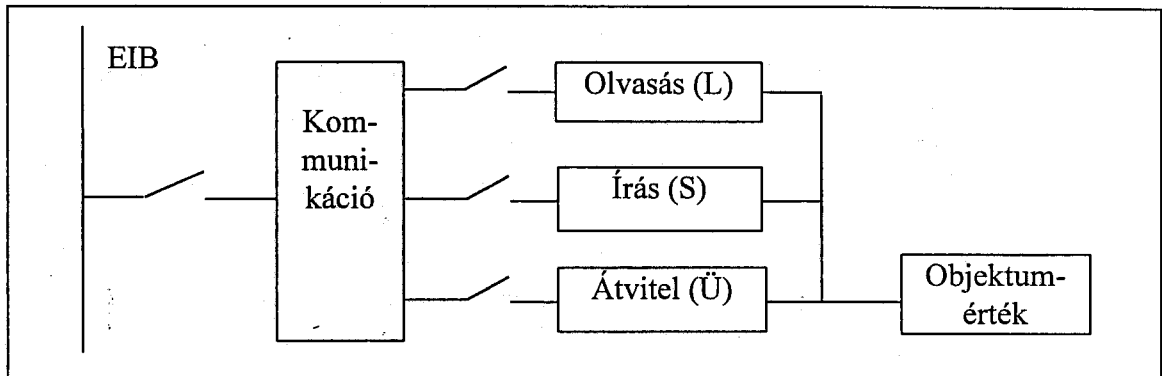 EIB
Kom-
muni-
káció
Olvasás (L)
Írás (S)
Átvitel (Ü)
Objektum-
érték